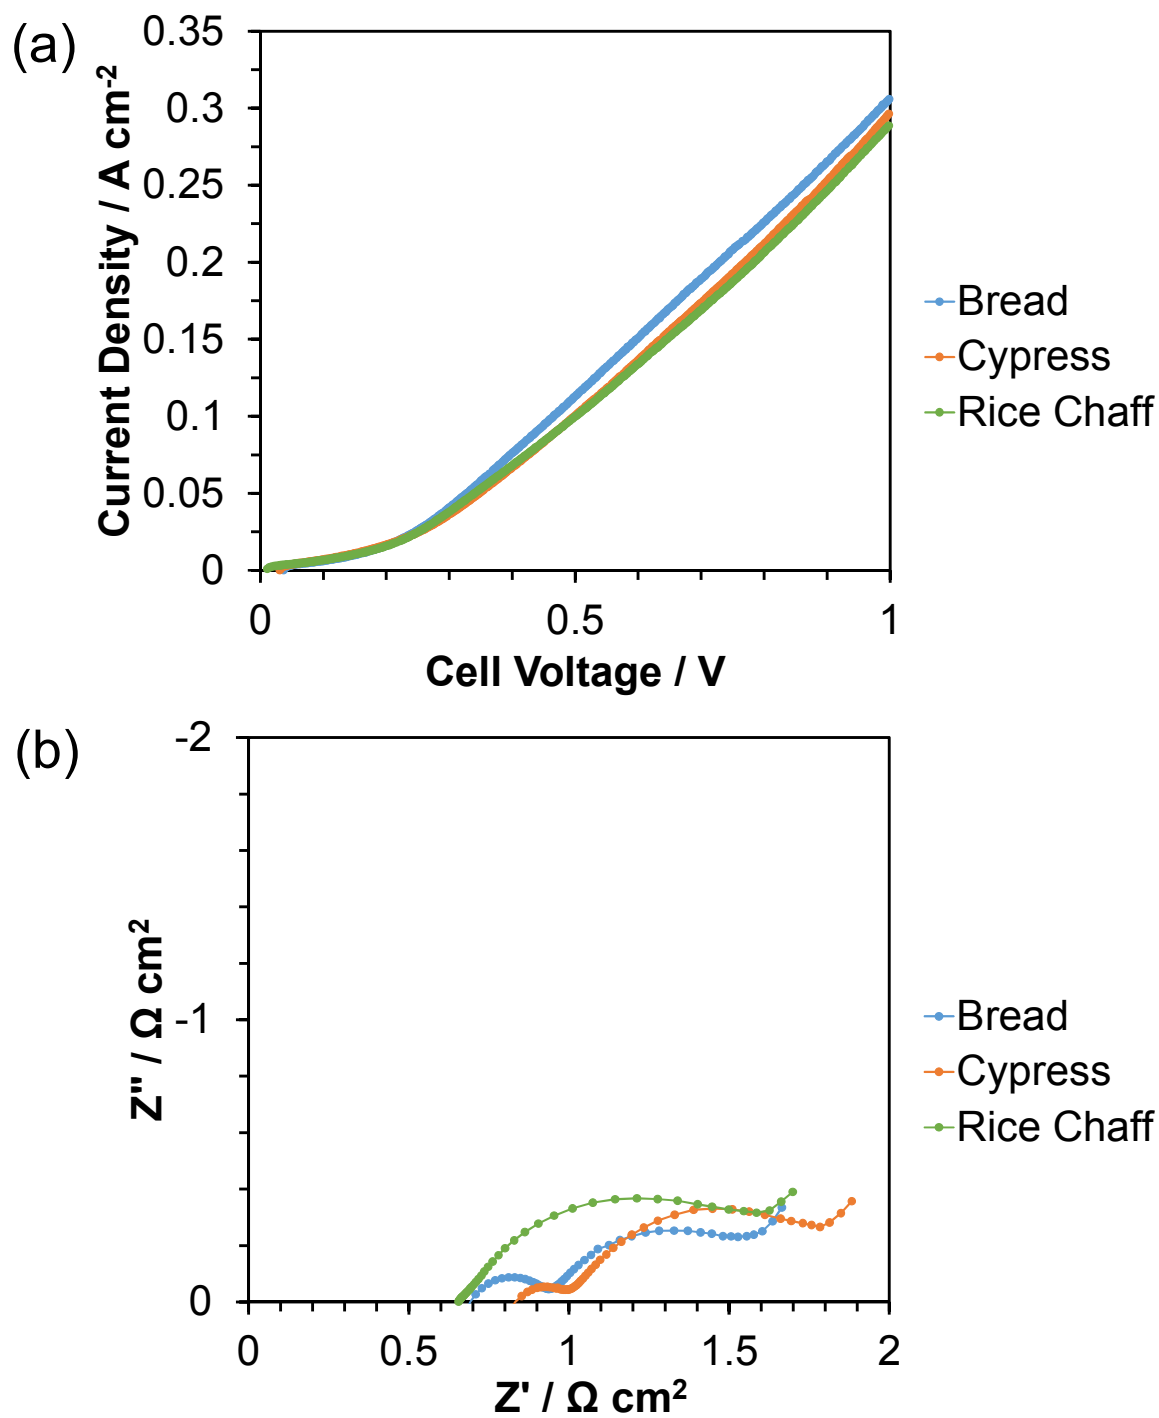 (a)
0.35
0.3
0.25
0.2
0.15
0.1
0.05
0
Current Density / A cm-2
0 0.5 1
Cell Voltage / V
Bread
Cypress
Rice Chaff
(b)
-2
-1
0
Z" / Ω cm2
0 0.5 1 1.5 2
Z' / Ω cm2
Bread
Cypress
Rice Chaff